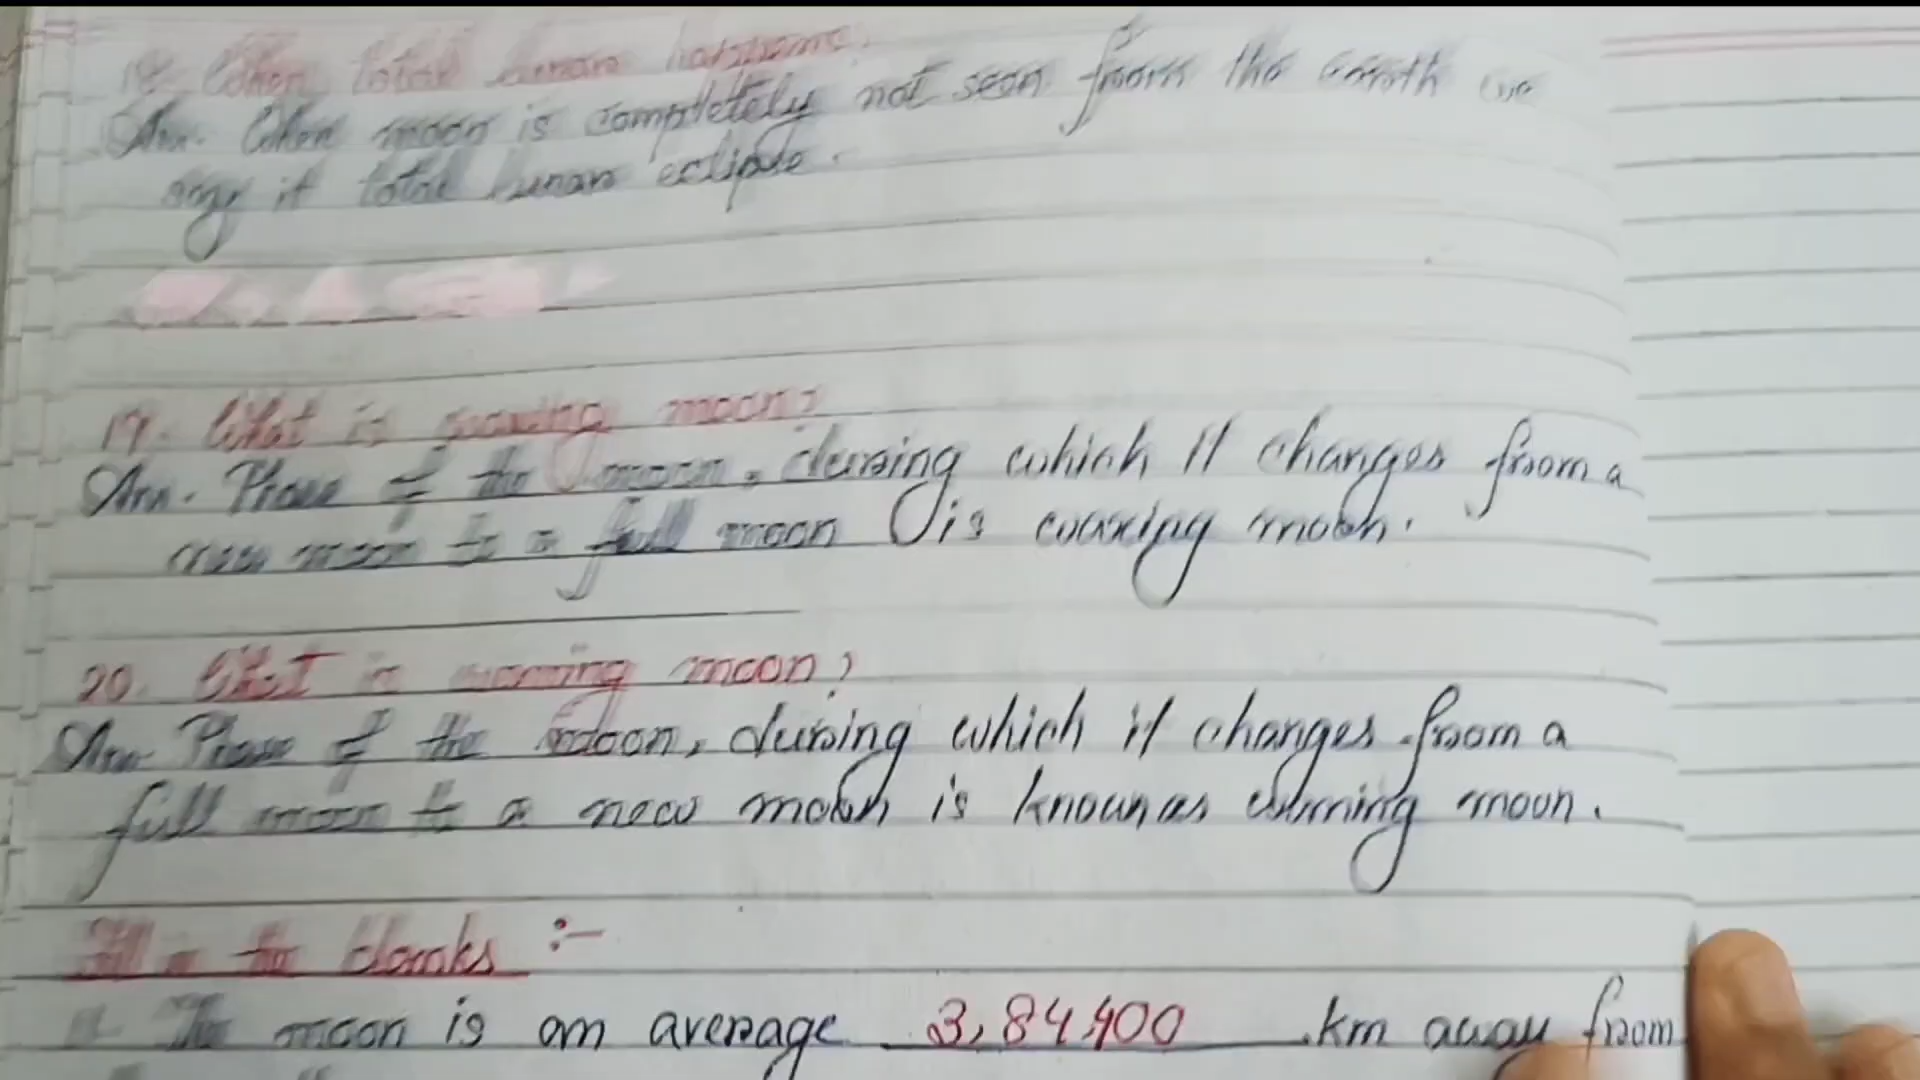 18. When total lunar happens.
Ans. When moon is completely not seen from the earth we
say it total lunar eclipse.
19. What is waxing moon?
Ans. Phase of the moon, during which it changes from a
new moon to a full moon is waxing moon.
20. What is waning moon?
Ans. Phase of the moon, during which it changes from a
full moon to a new moon is known as waning moon.
Fill in the blanks :-
1. The moon is on average 3,84,400 km away from